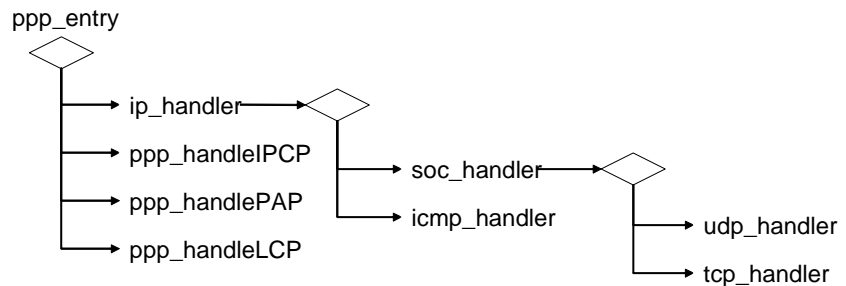 ppp_entry
ip_handler
ppp_handleIPCP
soc_handler
ppp_handlePAP
icmp_handler
udp_handler
ppp_handleLCP
tcp_handler